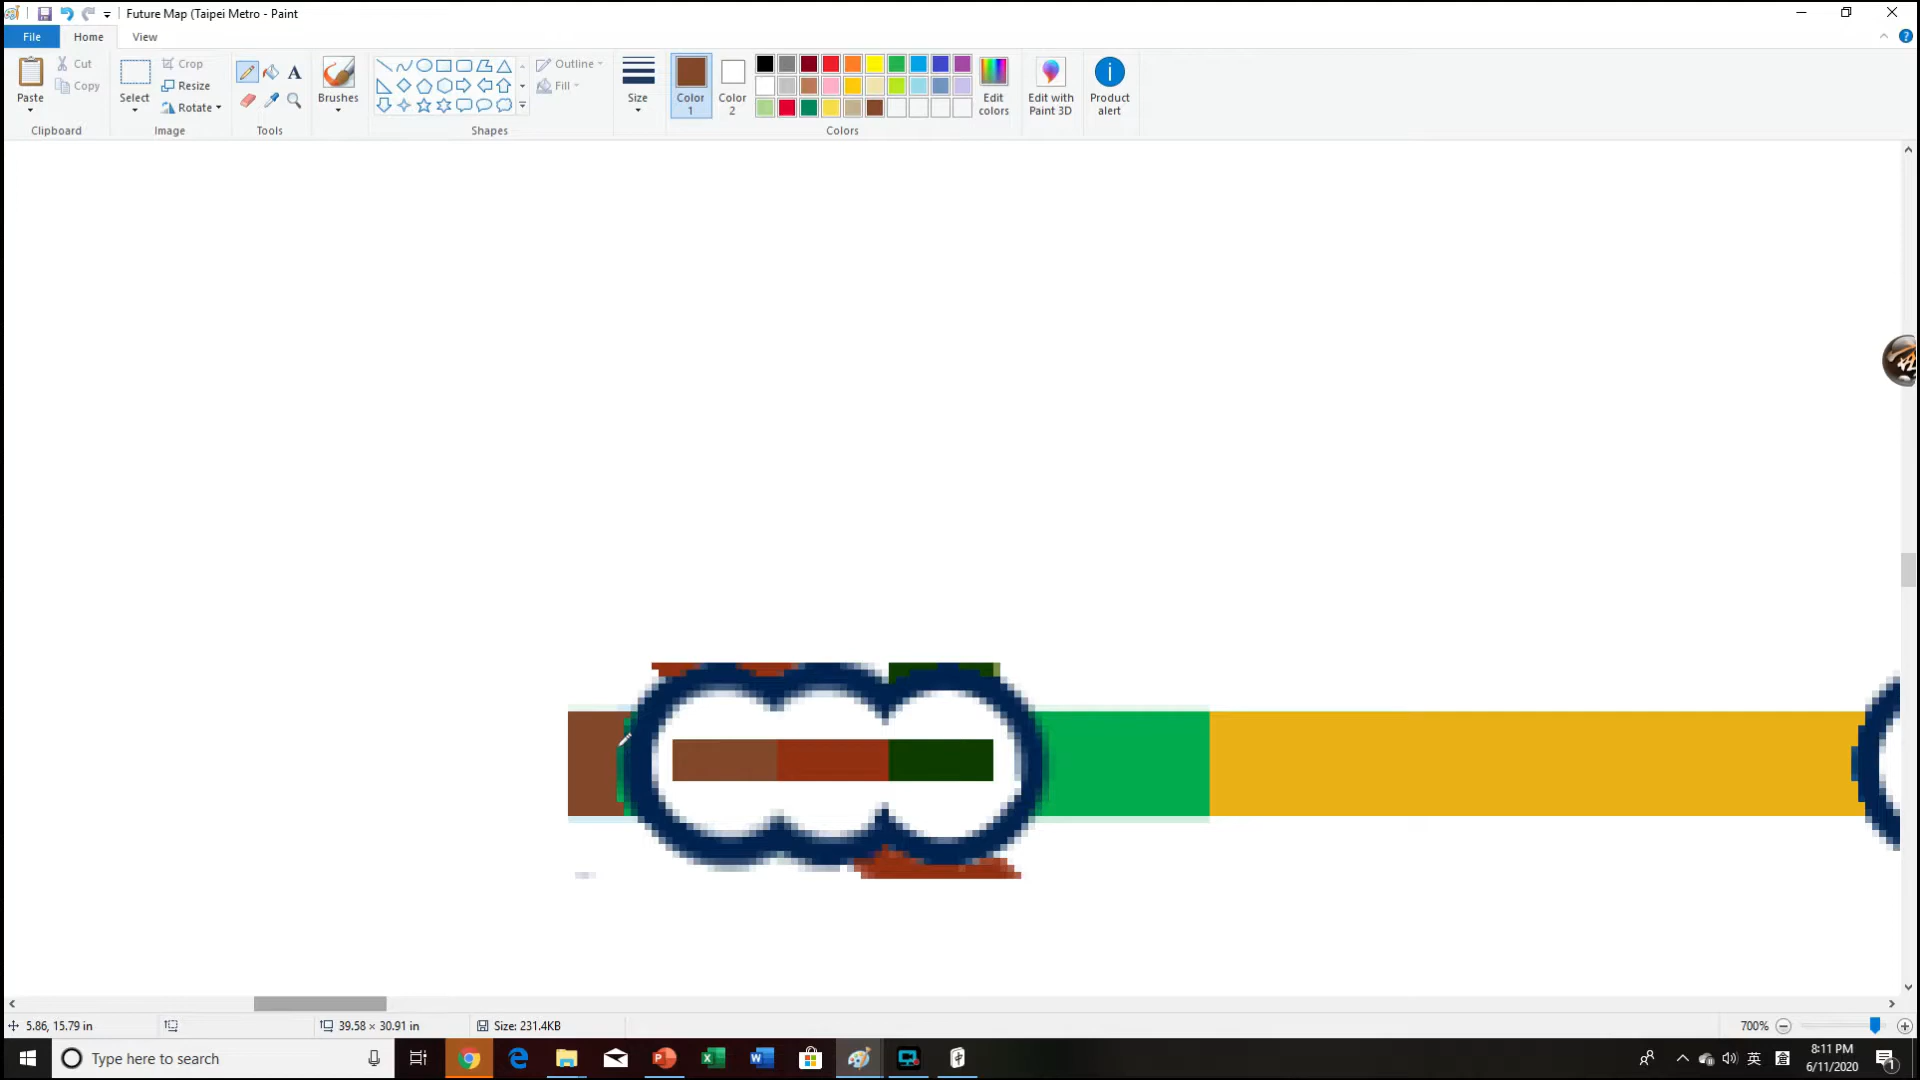 Future Map (Taipei Metro - Paint
File Home View
Paste Cut Copy
Select Crop Resize Rotate
A
Brushes
Outline Fill
Size
Color 1 Color 2
Edit colors
Edit with Paint 3D
Product alert
Clipboard Image Tools Shapes Colors
5.86, 15.79 in 39.58 × 30.91 in Size: 231.4KB 700%
Type here to search
英 8:11 PM
6/11/2020
1